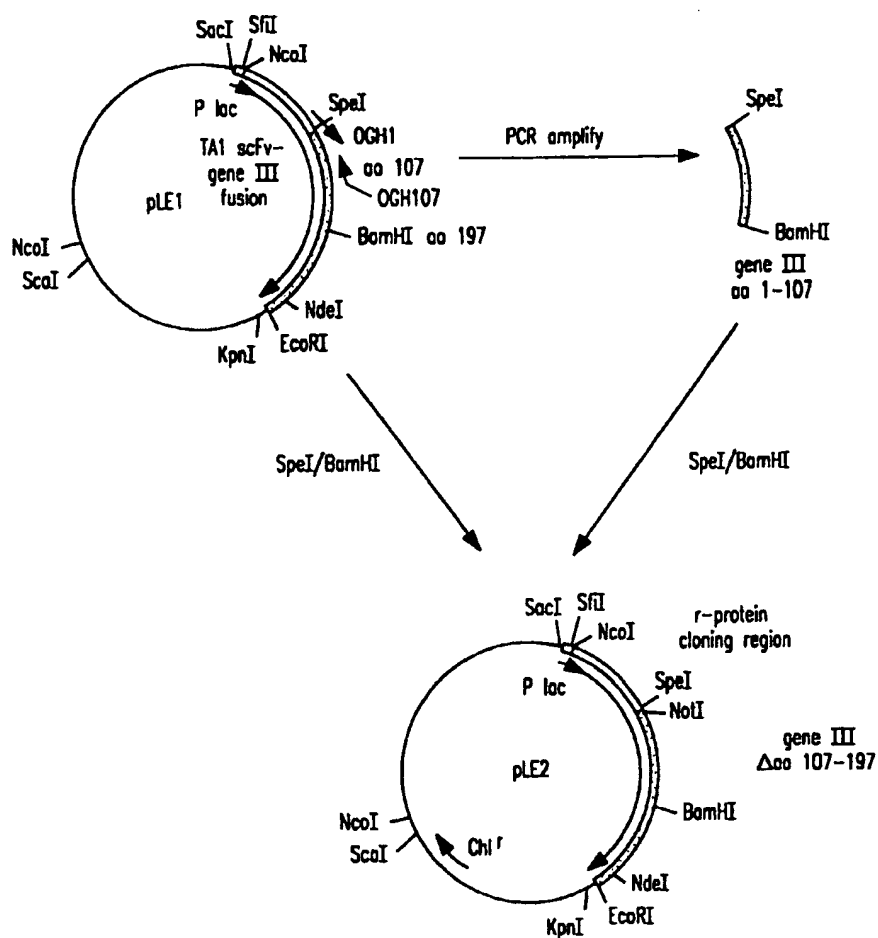 SacI
SfiI
NcoI
P lac
SpeI
OGH1
TA1 scFv-
gene III
fusion
aa 107
OGH107
pLE1
BamHI aa 197
NcoI
ScaI
NdeI
EcoRI
KpnI
PCR amplify
SpeI
BamHI
gene III
aa 1-107
SpeI/BamHI
SpeI/BamHI
SacI
SfiI
NcoI
r-protein
cloning region
P lac
SpeI
NotI
gene III
Δaa 107-197
pLE2
BamHI
NcoI
ScaI
Chl r
NdeI
EcoRI
KpnI